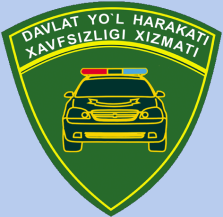 DAVLAT YO`L HARAKATI
XAVFSIZLIGI XIZMATI